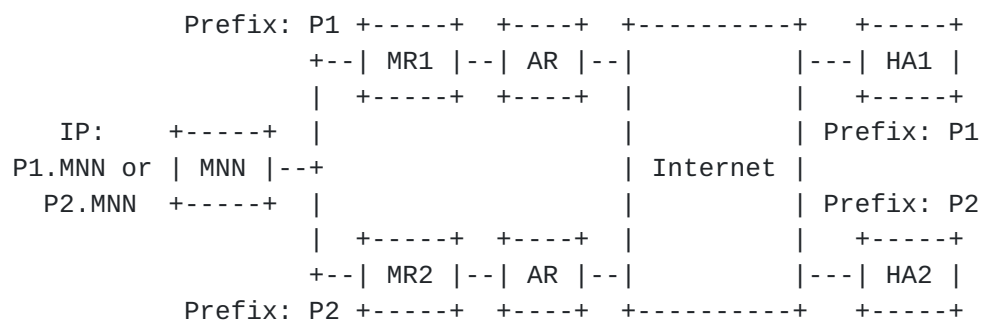 Prefix: P1 +-----+  +----+  +----------+   +-----+
+--| MR1 |--| AR |--|          |---| HA1 |
|  +-----+  +----+  |          |   +-----+
IP:    +-----+  |                   |          | Prefix: P1
P1.MNN or | MNN |--+                   | Internet |
P2.MNN  +-----+  |                   |          | Prefix: P2
|  +-----+  +----+  |          |   +-----+
+--| MR2 |--| AR |--|          |---| HA2 |
Prefix: P2 +-----+  +----+  +----------+   +-----+